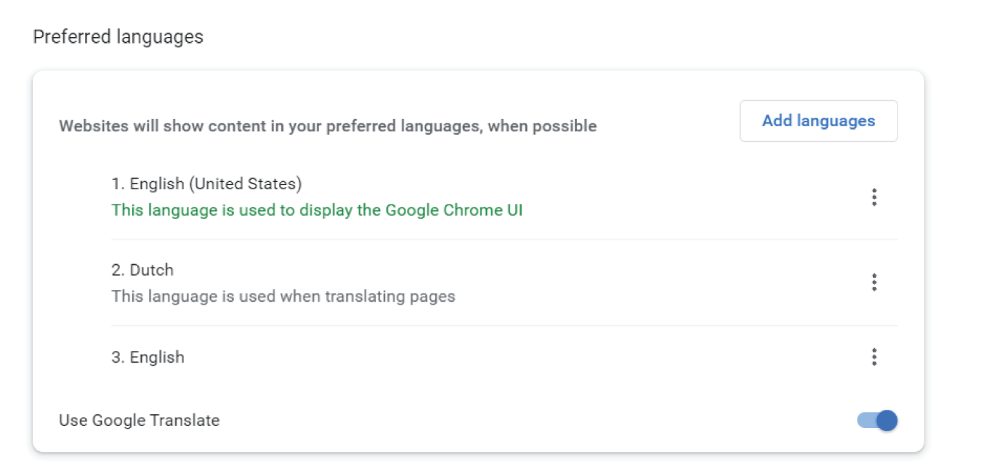 Preferred languages
Websites will show content in your preferred languages, when possible
Add languages
1. English (United States)
This language is used to display the Google Chrome UI
2. Dutch
This language is used when translating pages
3. English
Use Google Translate